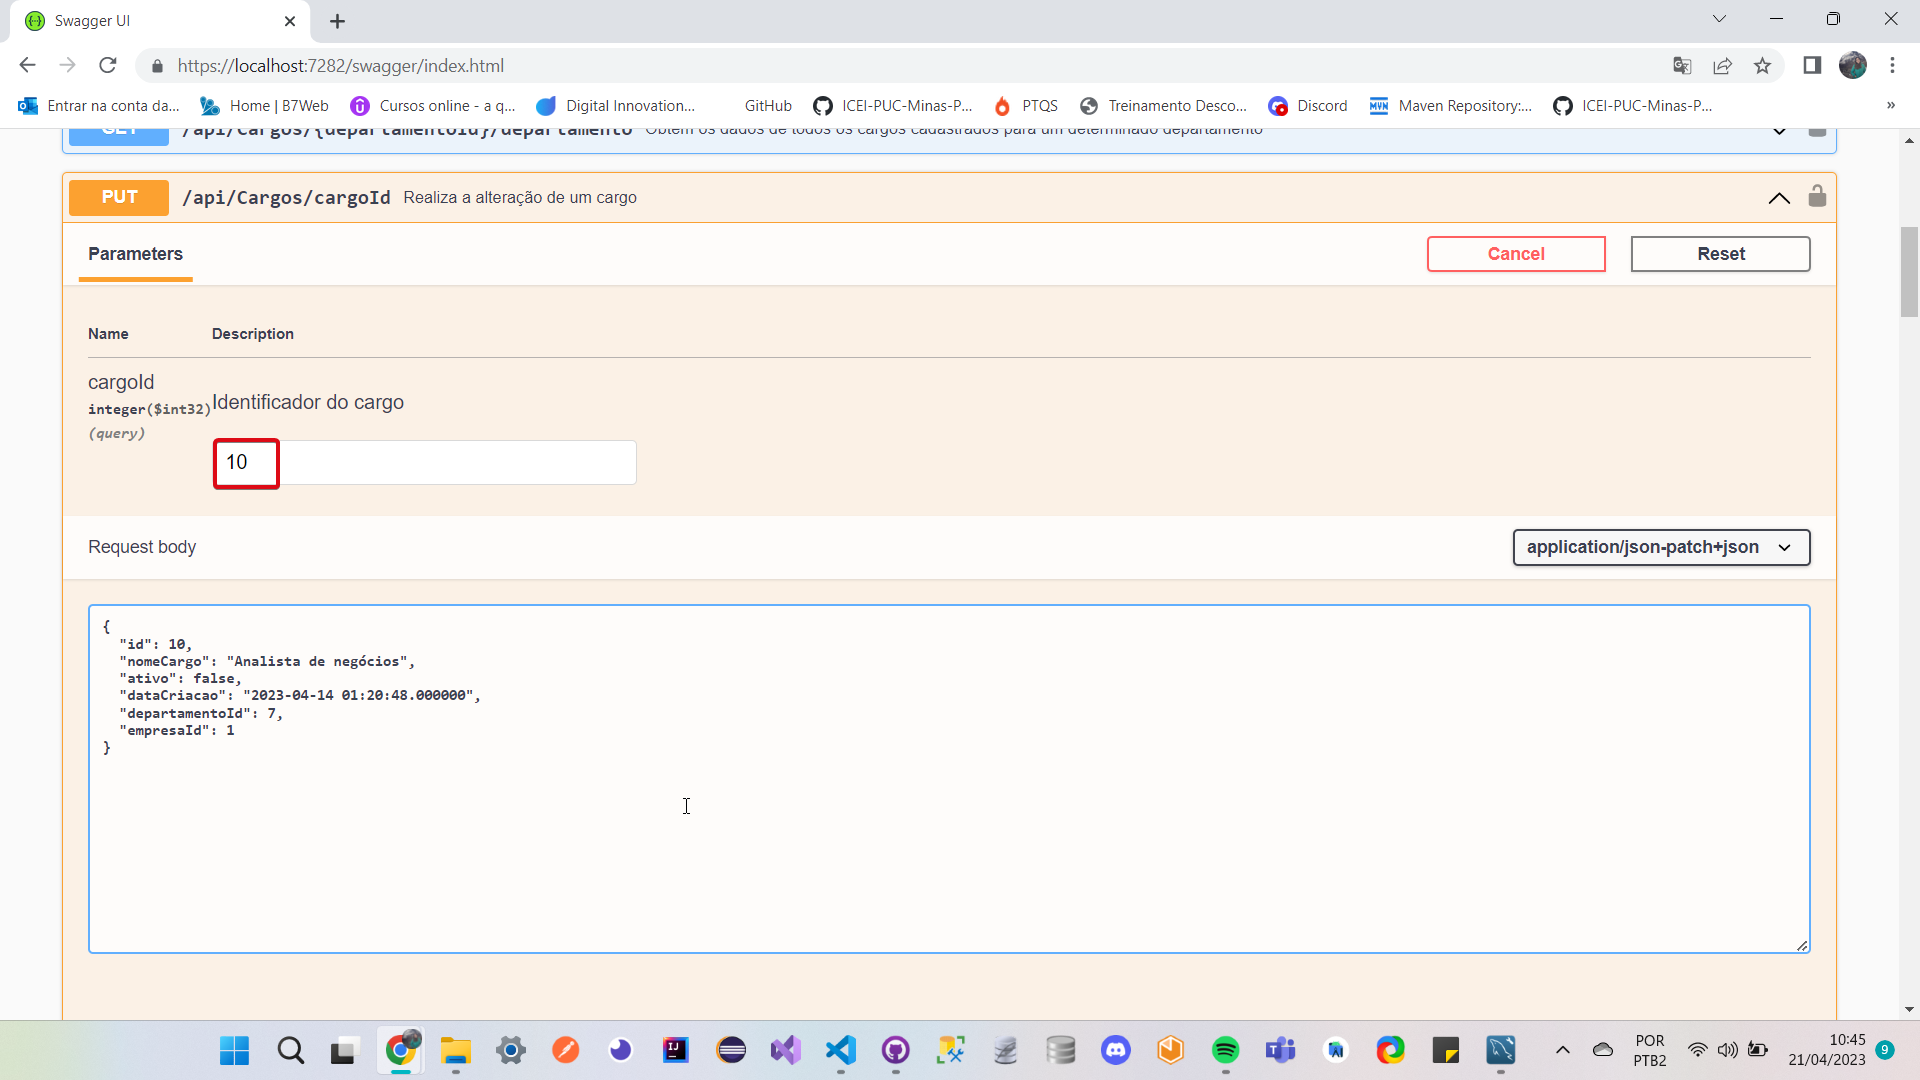 Swagger UI
https://localhost:7282/swagger/index.html
Entrar na conta da...
Home | B7Web
Cursos online - a q...
Digital Innovation...
GitHub
ICEI-PUC-Minas-P...
PTQS
Treinamento Desco...
Discord
Maven Repository:...
ICEI-PUC-Minas-P...
»
GET /api/Cargos/{departamentoId}/departamento Obtém os dados de todos os cargos cadastrados para um determinado departamento
PUT /api/Cargos/cargoId Realiza a alteração de um cargo
Parameters
Cancel
Reset
Name Description
cargoId
integer($int32)
(query)
Identificador do cargo
10
Request body
application/json-patch+json
{
"id": 10,
"nomeCargo": "Analista de negócios",
"ativo": false,
"dataCriacao": "2023-04-14 01:20:48.000000",
"departamentoId": 7,
"empresaId": 1
}
POR
PTB2
10:45
21/04/2023
9